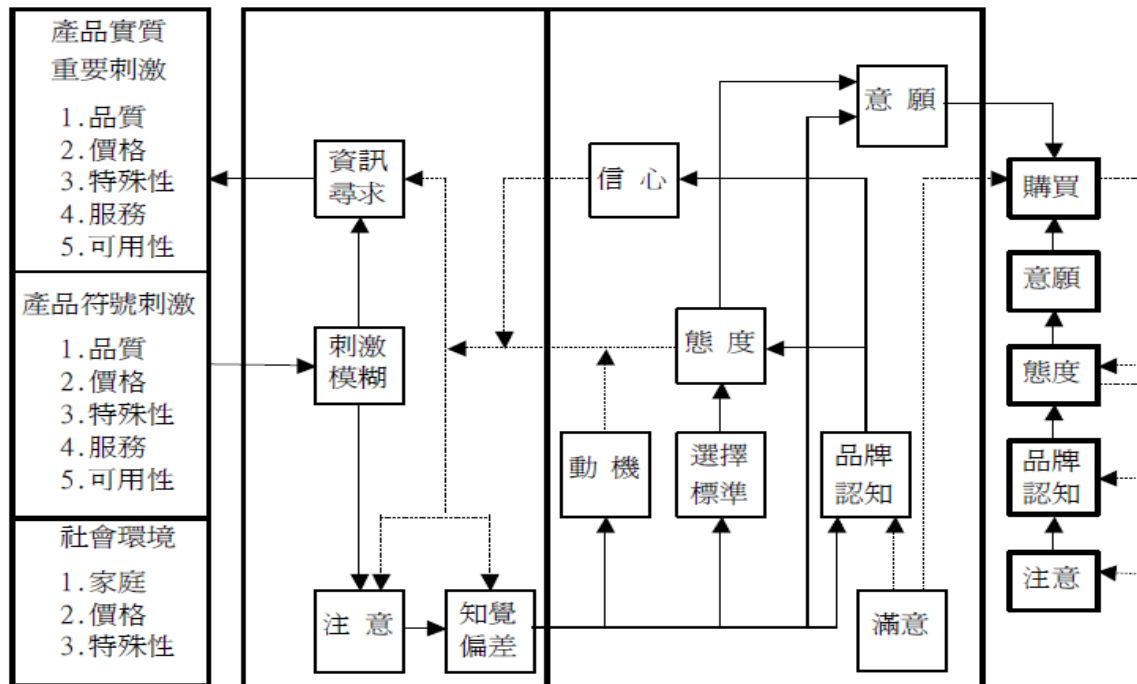 產品實質
重要刺激
1.品質
2.價格
3.特殊性
4.服務
5.可用性
產品符號刺激
1.品質
2.價格
3.特殊性
4.服務
5.可用性
社會環境
1.家庭
2.價格
3.特殊性
資訊
尋求
刺激
模糊
注 意
知覺
偏差
意 願
信 心
態 度
動 機
選擇
標準
品牌
認知
滿意
購買
意願
態度
品牌
認知
注意